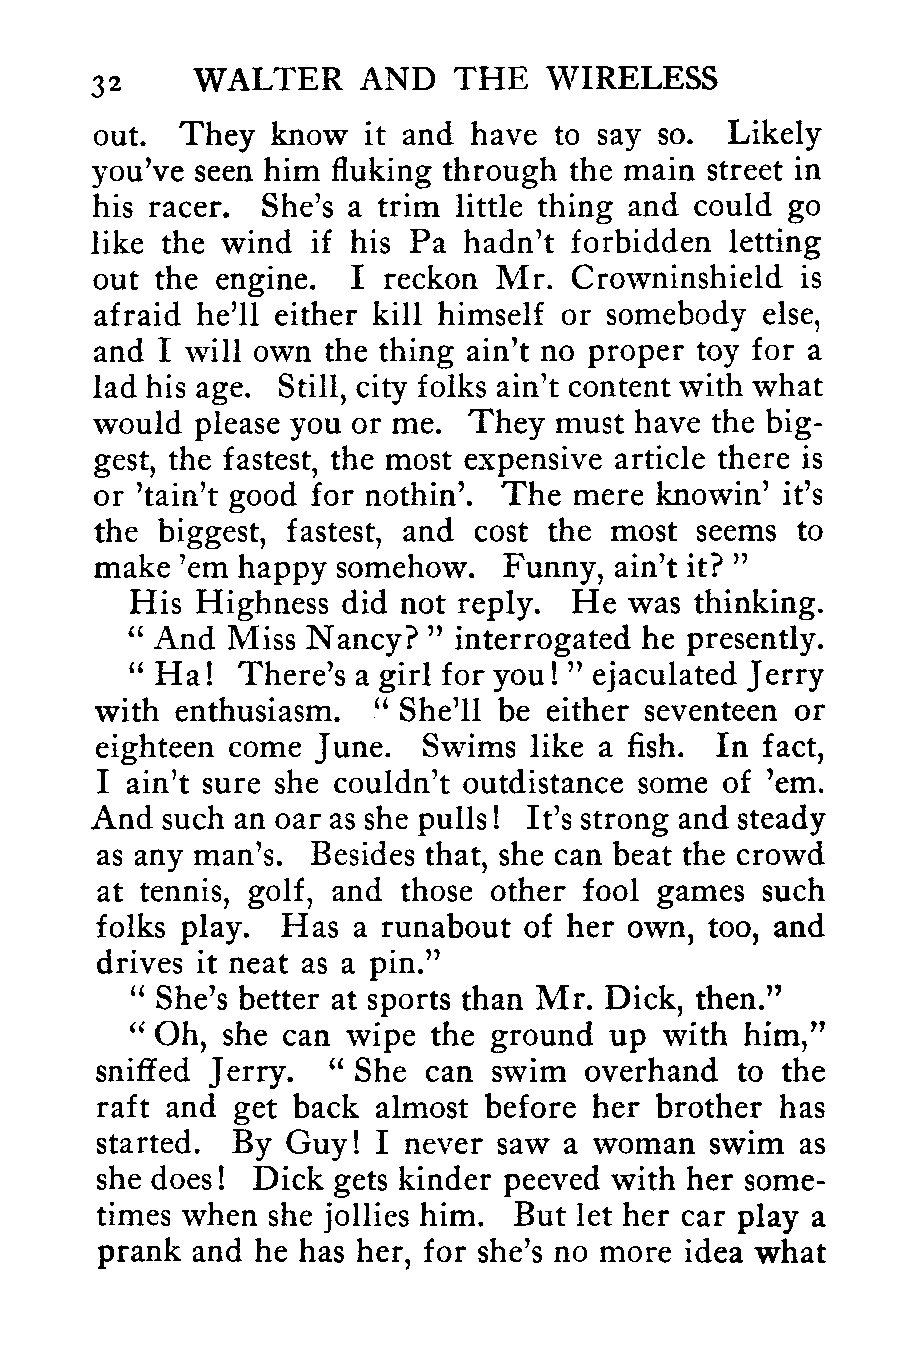 32 WALTER AND THE WIRELESS
out. They know it and have to say so. Likely
you've seen him fluking through the main street in
his racer. She's a trim little thing and could go
like the wind if his Pa hadn't forbidden letting
out the engine. I reckon Mr. Crowninshield is
afraid he'll either kill himself or somebody else,
and I will own the thing ain't no proper toy for a
lad his age. Still, city folks ain't content with what
would please you or me. They must have the big-
gest, the fastest, the most expensive article there is
or 'tain't good for nothin'. The mere knowin' it's
the biggest, fastest, and cost the most seems to
make 'em happy somehow. Funny, ain't it? "
His Highness did not reply. He was thinking.
" And Miss Nancy? " interrogated he presently.
" Ha! There's a girl for you! " ejaculated Jerry
with enthusiasm. " She'll be either seventeen or
eighteen come June. Swims like a fish. In fact,
I ain't sure she couldn't outdistance some of 'em.
And such an oar as she pulls! It's strong and steady
as any man's. Besides that, she can beat the crowd
at tennis, golf, and those other fool games such
folks play. Has a runabout of her own, too, and
drives it neat as a pin."
" She's better at sports than Mr. Dick, then."
" Oh, she can wipe the ground up with him,"
sniffed Jerry. " She can swim overhand to the
raft and get back almost before her brother has
started. By Guy! I never saw a woman swim as
she does! Dick gets kinder peeved with her some-
times when she jollies him. But let her car play a
prank and he has her, for she's no more idea what